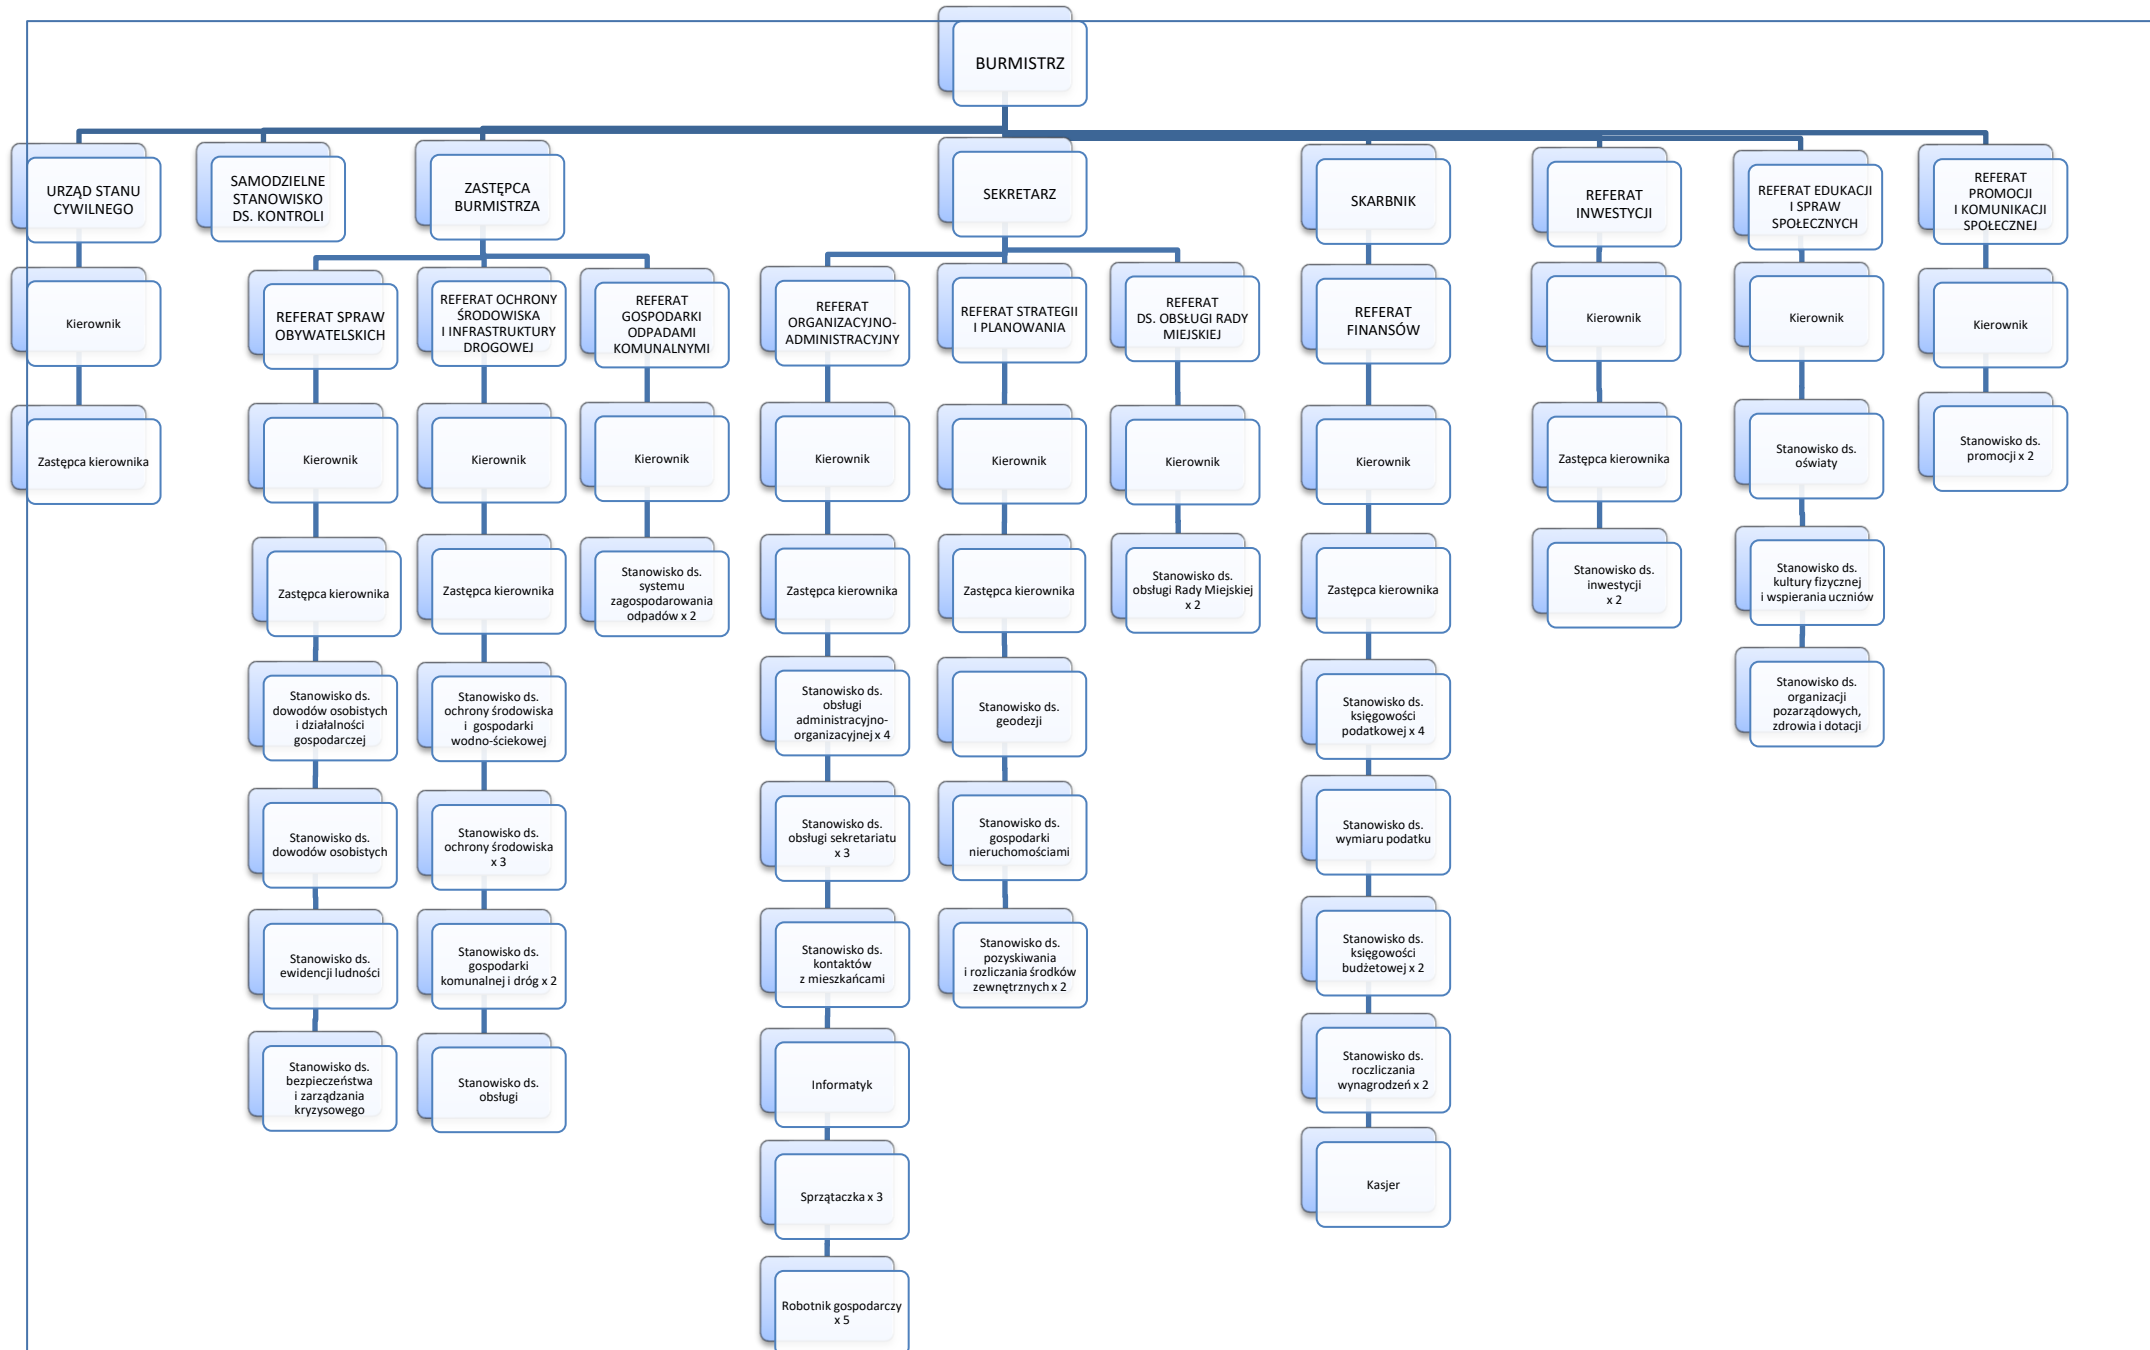 BURMISTRZ
URZĄD STANU
CYWILNEGO
SAMODZIELNE
STANOWISKO
DS. KONTROLI
ZASTĘPCA
BURMISTRZA
SEKRETARZ
SKARBNIK
REFERAT
INWESTYCJI
REFERAT EDUKACJI
I SPRAW
SPOŁECZNYCH
REFERAT
PROMOCJI
I KOMUNIKACJI
SPOŁECZNEJ
Kierownik
Zastępca kierownika
REFERAT SPRAW
OBYWATELSKICH
Kierownik
Zastępca kierownika
Stanowisko ds.
dowodów osobistych
i działalności
gospodarczej
Stanowisko ds.
dowodów osobistych
Stanowisko ds.
ewidencji ludności
Stanowisko ds.
bezpieczeństwa
i zarządzania
kryzysowego
REFERAT OCHRONY
ŚRODOWISKA
I INFRASTRUKTURY
DROGOWEJ
Kierownik
Zastępca kierownika
Stanowisko ds.
ochrony środowiska
i gospodarki
wodno-ściekowej
Stanowisko ds.
ochrony środowiska
x 3
Stanowisko ds.
gospodarki
komunalnej i dróg x 2
Stanowisko ds.
obsługi
REFERAT
GOSPODARKI
ODPADAMI
KOMUNALNYMI
Kierownik
Stanowisko ds.
systemu
zagospodarowania
odpadów x 2
REFERAT
ORGANIZACYJNO-
ADMINISTRACYJNY
Kierownik
Zastępca kierownika
Stanowisko ds.
obsługi
administracyjno-
organizacyjnej x 4
Stanowisko ds.
obsługi sekretariatu
x 3
Stanowisko ds.
kontaktów
z mieszkańcami
Informatyk
Sprzątaczka x 3
Robotnik gospodarczy
x 5
REFERAT STRATEGII
I PLANOWANIA
Kierownik
Zastępca kierownika
Stanowisko ds.
geodezji
Stanowisko ds.
gospodarki
nieruchomościami
Stanowisko ds.
pozyskiwania
i rozliczania środków
zewnętrznych x 2
REFERAT
DS. OBSŁUGI RADY
MIEJSKIEJ
Kierownik
Stanowisko ds.
obsługi Rady Miejskiej
x 2
REFERAT
FINANSÓW
Kierownik
Zastępca kierownika
Stanowisko ds.
księgowości
podatkowej x 4
Stanowisko ds.
wymiaru podatku
Stanowisko ds.
księgowości
budżetowej x 2
Stanowisko ds.
roczliczania
wynagrodzeń x 2
Kasjer
Kierownik
Zastępca kierownika
Stanowisko ds.
inwestycji
x 2
Kierownik
Stanowisko ds.
oświaty
Stanowisko ds.
kultury fizycznej
i wspierania uczniów
Stanowisko ds.
organizacji
pozarządowych,
zdrowia i dotacji
Kierownik
Stanowisko ds.
promocji x 2